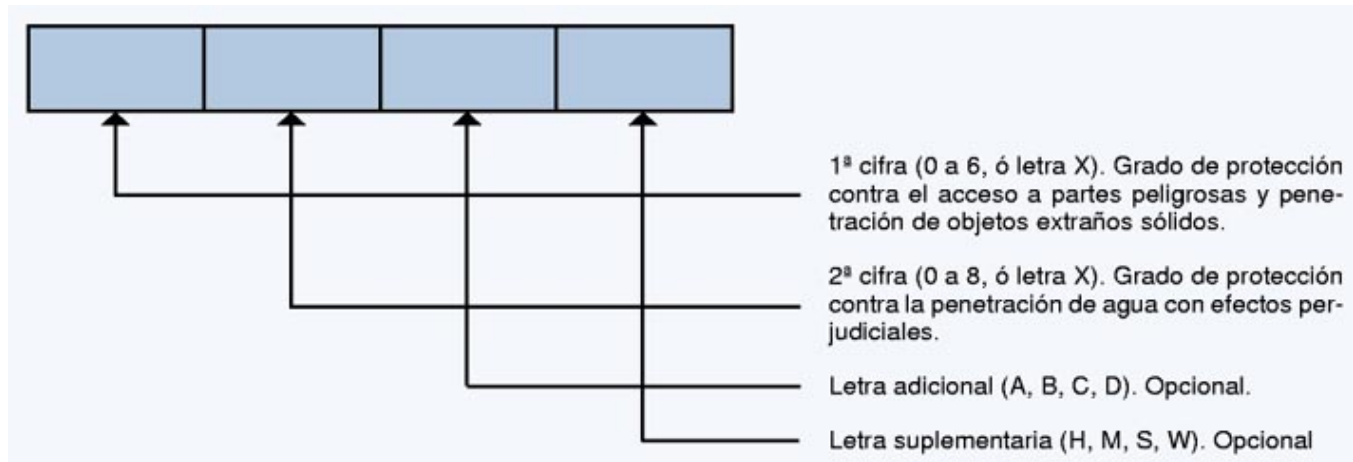 1ª cifra (0 a 6, ó letra X). Grado de protección
contra el acceso a partes peligrosas y pene-
tración de objetos extraños sólidos.
2ª cifra (0 a 8, ó letra X). Grado de protección
contra la penetración de agua con efectos per-
judiciales.
Letra adicional (A, B, C, D). Opcional.
Letra suplementaria (H, M, S, W). Opcional